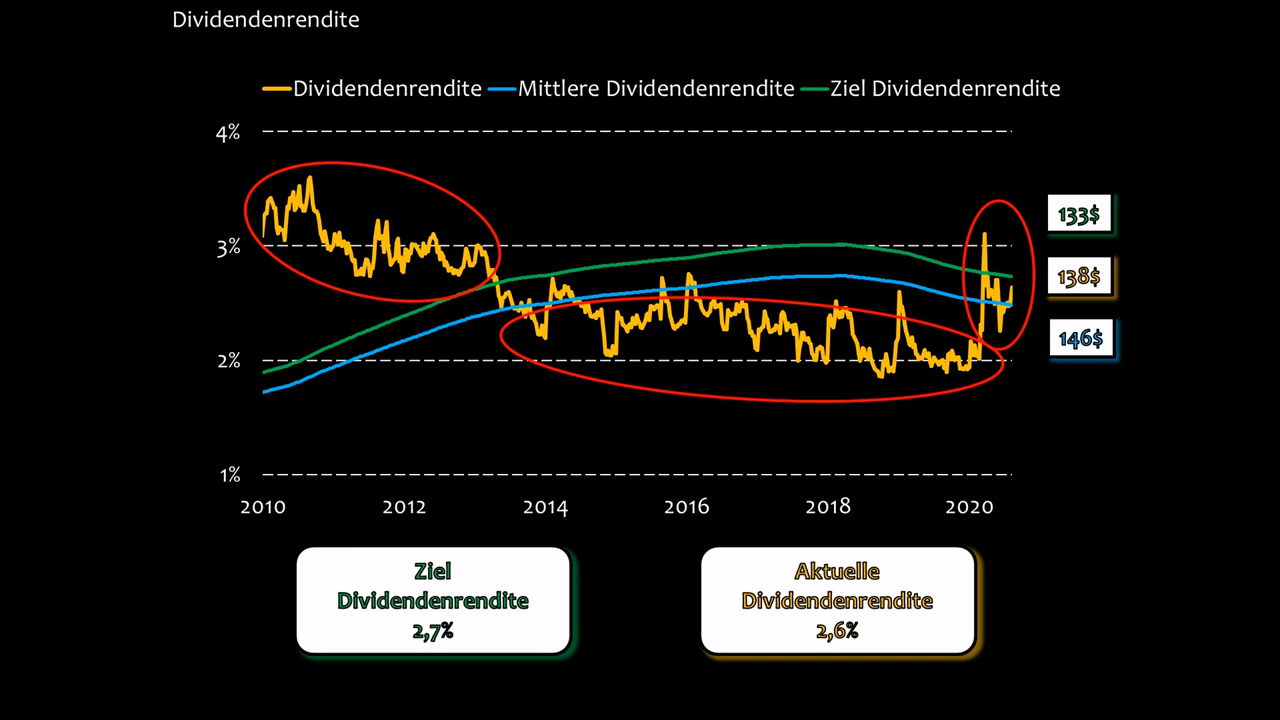 Dividendenrendite
Dividendenrendite Mittlere Dividendenrendite Ziel Dividendenrendite
4%
3%
2%
1%
133$
138$
146$
2010 2012 2014 2016 2018 2020
Ziel
Dividendenrendite
2,7%
Aktuelle
Dividendenrendite
2,6%